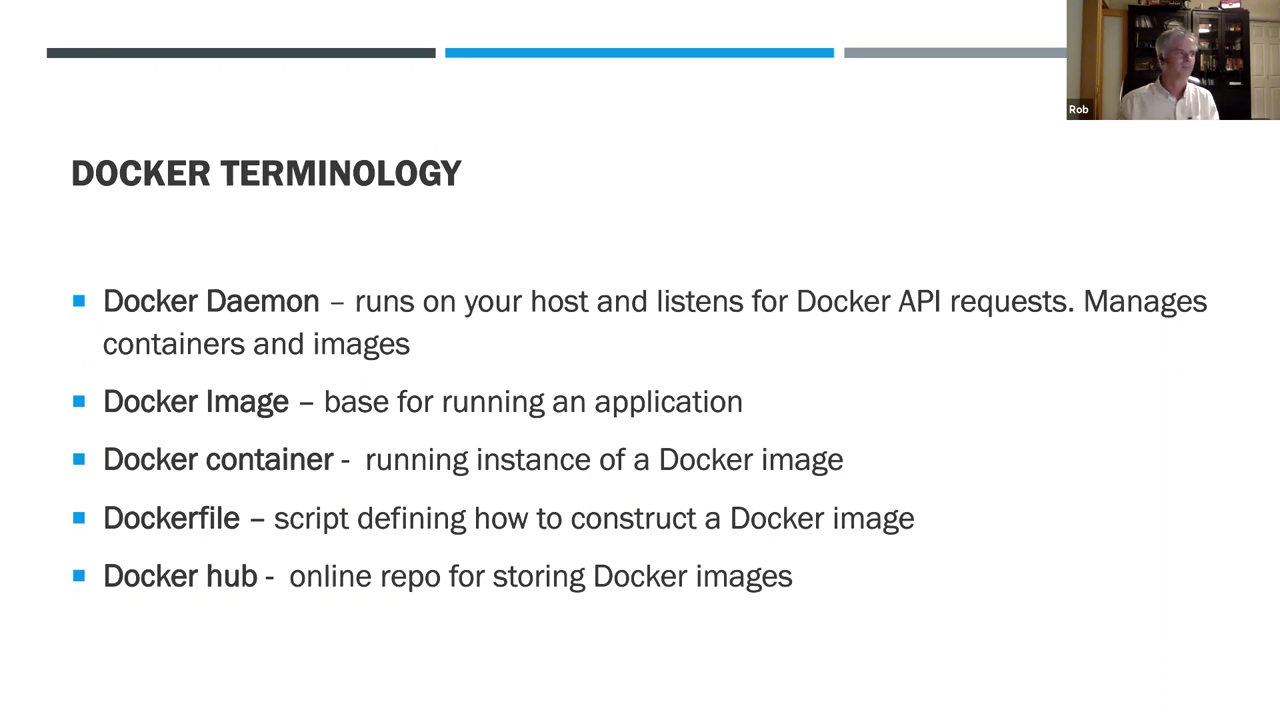 Rob
DOCKER TERMINOLOGY
Docker Daemon – runs on your host and listens for Docker API requests. Manages
containers and images
Docker Image – base for running an application
Docker container -  running instance of a Docker image
Dockerfile – script defining how to construct a Docker image
Docker hub -  online repo for storing Docker images